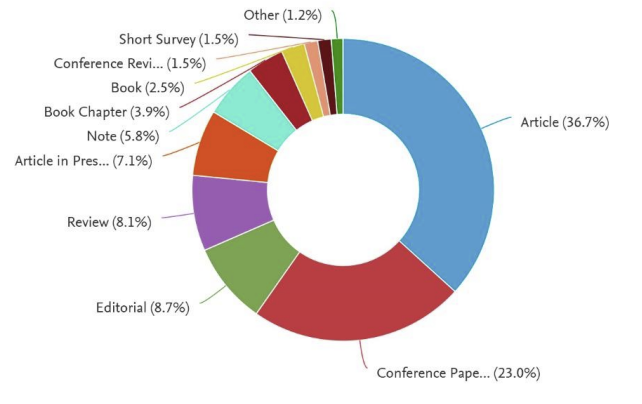 Other (1.2%)
Short Survey (1.5%)
Conference Revi... (1.5%)
Book (2.5%)
Book Chapter (3.9%)
Note (5.8%)
Article in Pres... (7.1%)
Review (8.1%)
Editorial (8.7%)
Article (36.7%)
Conference Pape... (23.0%)